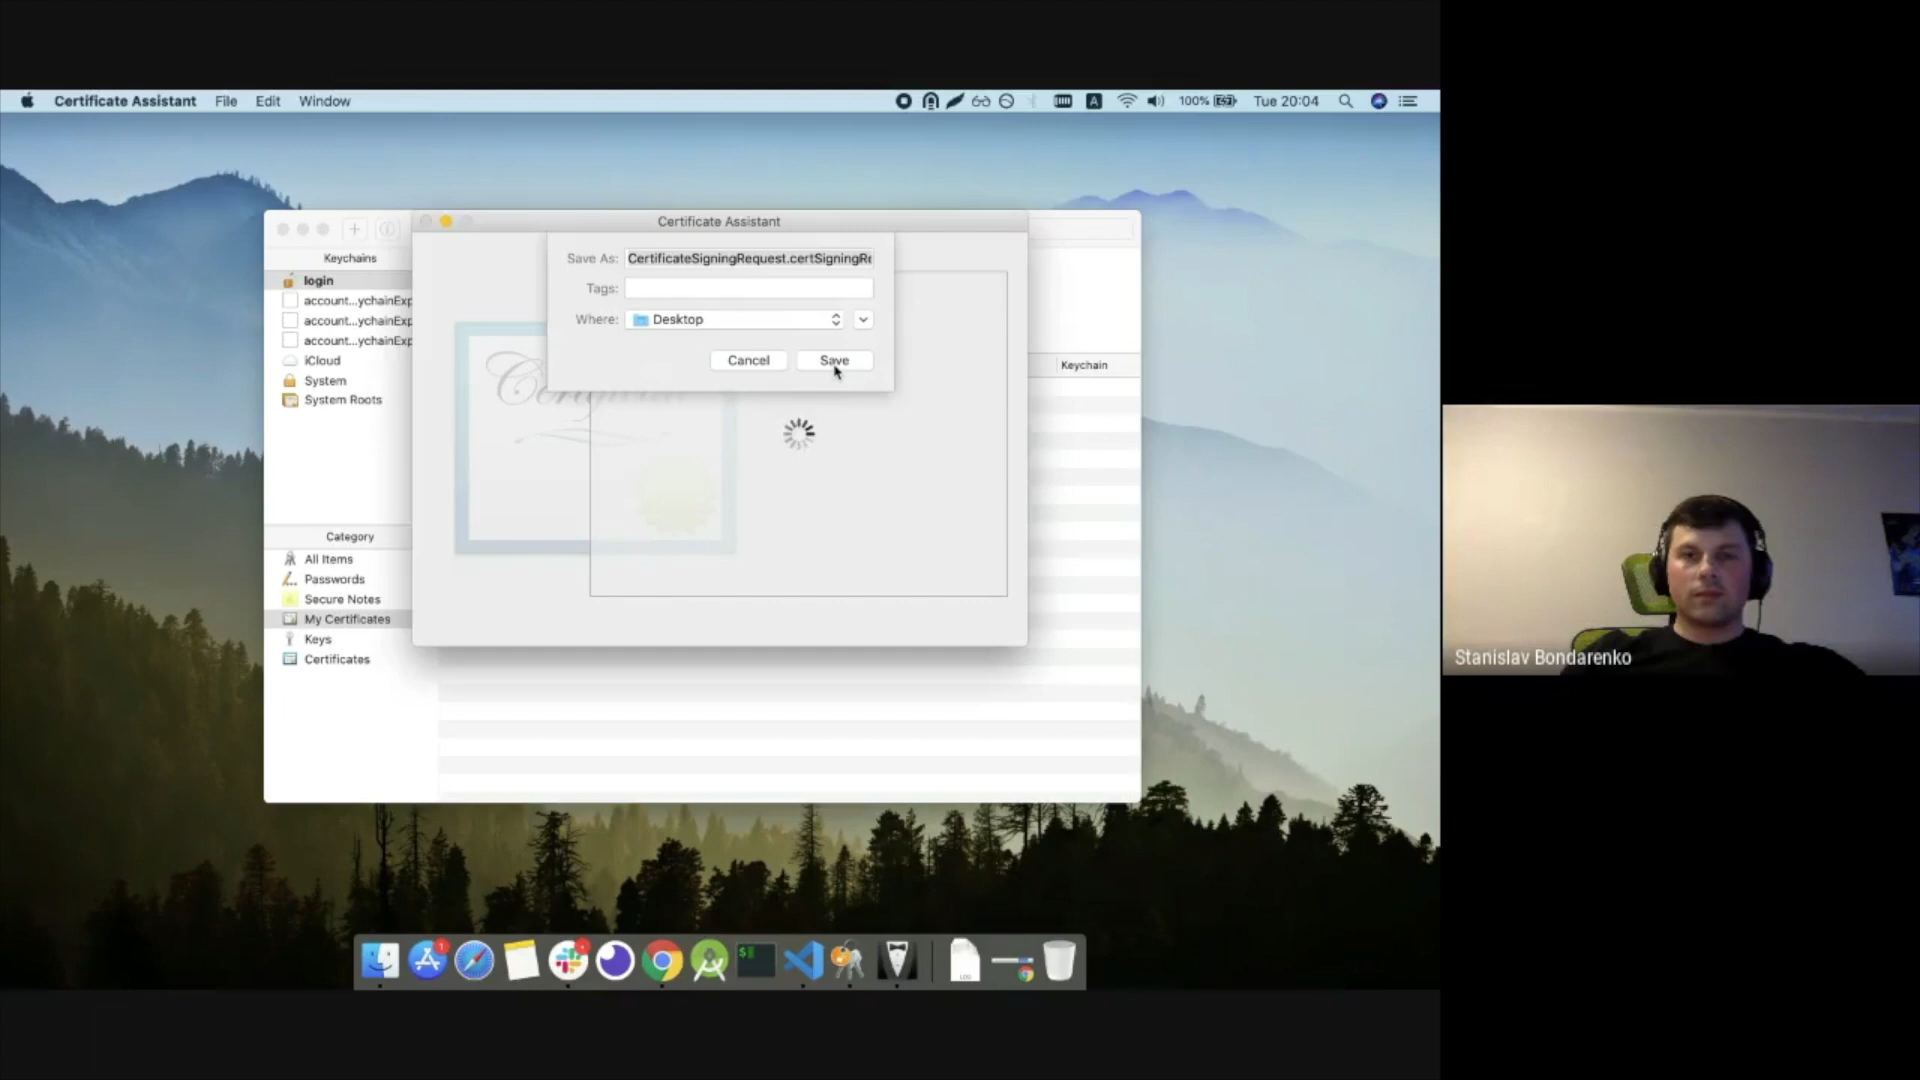 Certificate Assistant File Edit Window
100% Tue 20:04
Certificate Assistant
Keychains
login
account...ychainExp
account...ychainExp
account...ychainExp
iCloud
System
System Roots
Save As: CertificateSigningRequest.certSigningRe
Tags:
Where: Desktop
Cancel Save
Keychain
Category
All Items
Passwords
Secure Notes
My Certificates
Keys
Certificates
Stanislav Bondarenko